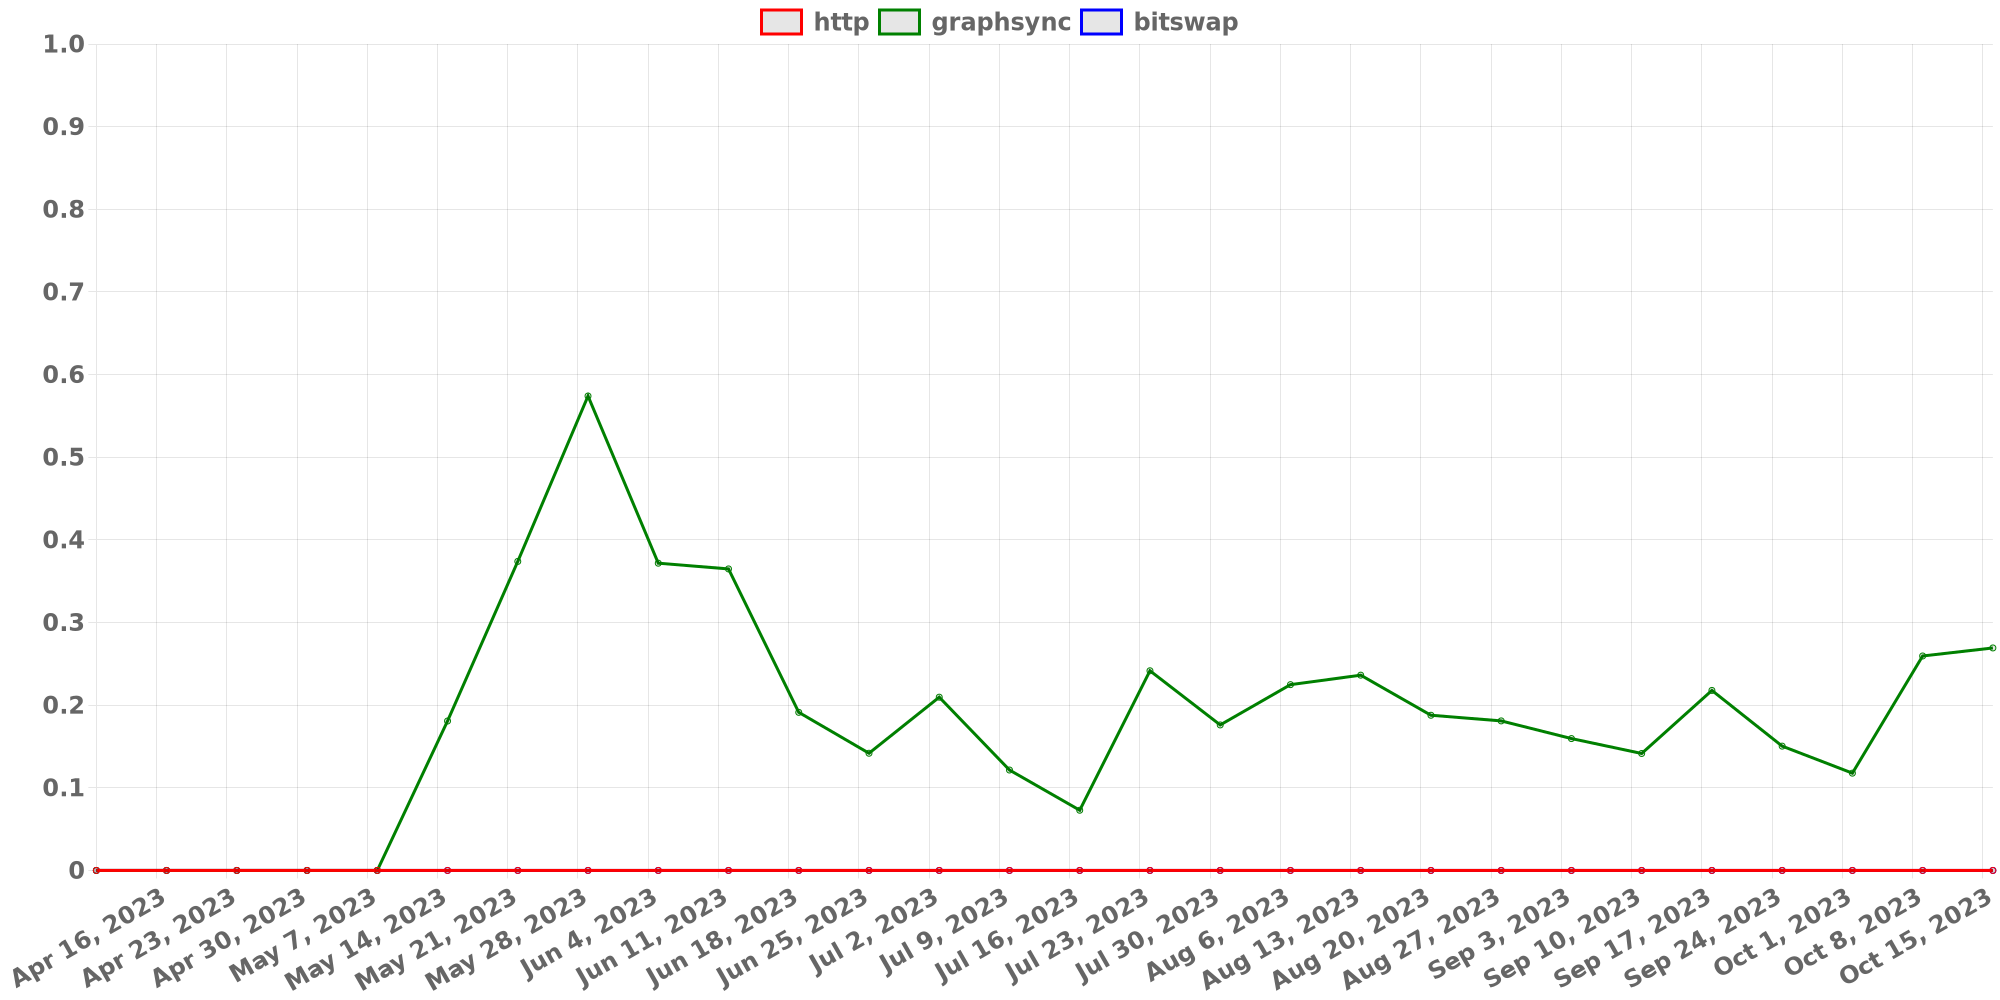 http graphsync bitswap
1.0
0.9
0.8
0.7
0.6
0.5
0.4
0.3
0.2
0.1
0
Apr 16, 2023
Apr 23, 2023
Apr 30, 2023
May 7, 2023
May 14, 2023
May 21, 2023
May 28, 2023
Jun 4, 2023
Jun 11, 2023
Jun 18, 2023
Jun 25, 2023
Jul 2, 2023
Jul 9, 2023
Jul 16, 2023
Jul 23, 2023
Jul 30, 2023
Aug 6, 2023
Aug 13, 2023
Aug 20, 2023
Aug 27, 2023
Sep 3, 2023
Sep 10, 2023
Sep 17, 2023
Sep 24, 2023
Oct 1, 2023
Oct 8, 2023
Oct 15, 2023